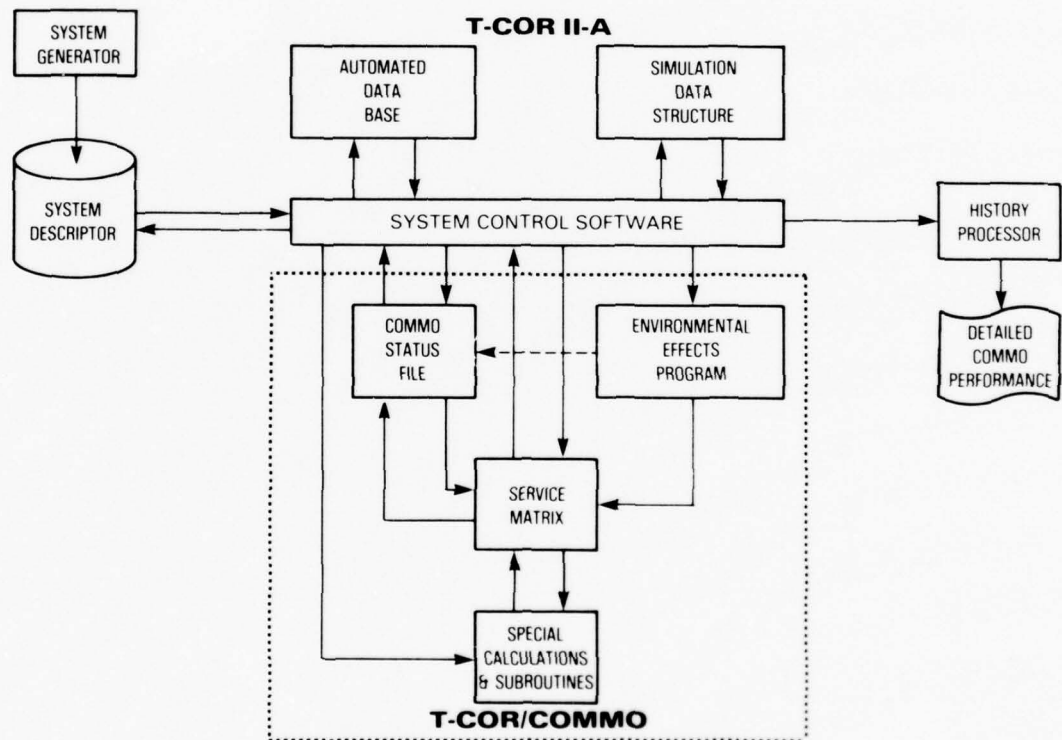 T-COR II-A
SYSTEM
GENERATOR
AUTOMATED
DATA
BASE
SIMULATION
DATA
STRUCTURE
SYSTEM
DESCRIPTOR
SYSTEM CONTROL SOFTWARE
HISTORY
PROCESSOR
COMMO
STATUS
FILE
ENVIRONMENTAL
EFFECTS
PROGRAM
DETAILED
COMMO
PERFORMANCE
SERVICE
MATRIX
SPECIAL
CALCULATIONS
& SUBROUTINES
T-COR/COMMO